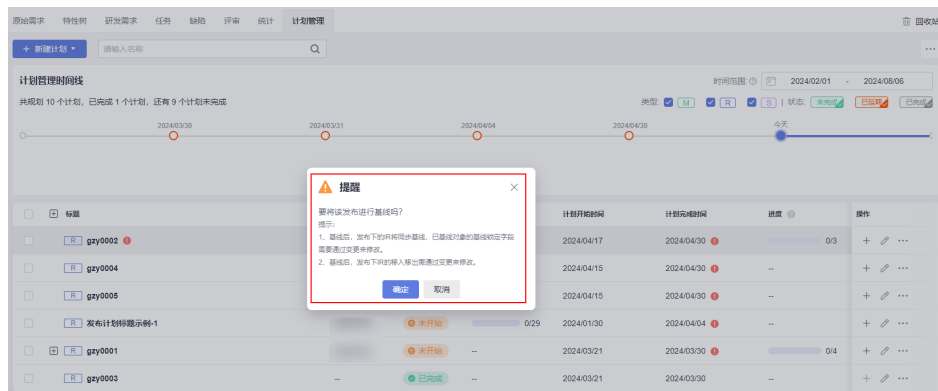 原始需求 特性树 研发需求 任务 缺陷 评审 统计 计划管理 回收站
+ 新建计划 请输入名称 ...
计划管理时间线 时间范围: 2024/02/01 - 2024/08/06
共规划 10 个计划，已完成 1 个计划，还有 9 个计划未完成 类型: M R S | 状态: 未完成 已延期 已完成
2024/03/30 2024/03/31 2024/04/04 2024/04/30 今天
提醒
要将该发布进行基线吗?
提示:
1、基线后，发布下的IR将同步基线，已基线对象的基线锁定字段
需要通过变更来修改。
2、基线后，发布下IR的移入移出需通过变更来修改。
确定 取消
标题 计划开始时间 计划完成时间 进度 操作
R gzy0002 2024/04/17 2024/04/30 0/3
R gzy0004 2024/04/15 2024/04/30 --
R gzy0005 2024/04/15 2024/04/30 --
R 发布计划标题示例-1 未开始 0/29 2024/01/30 2024/04/04 --
R gzy0001 未开始 -- 2024/03/21 2024/03/30 0/4
R gzy0003 -- 已完成 -- 2024/03/21 2024/03/30 --